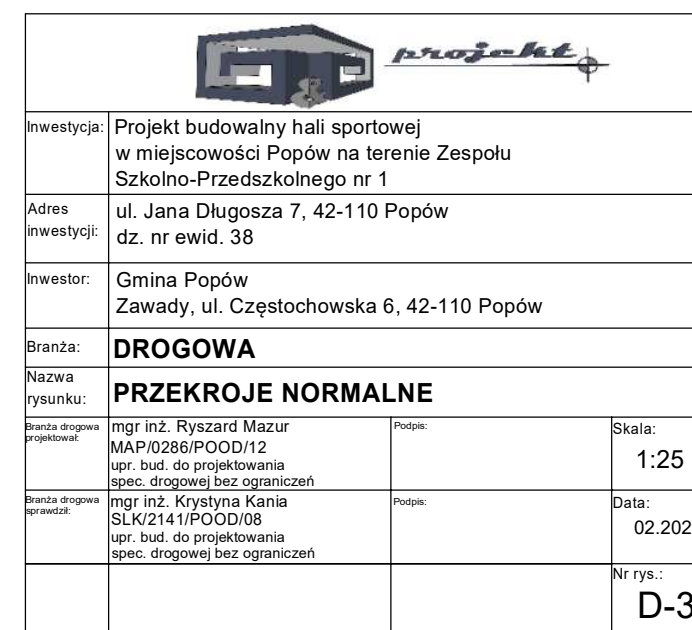 projekt
Inwestycja: Projekt budowalny hali sportowej
w miejscowości Popów na terenie Zespołu
Szkolno-Przedszkolnego nr 1
Adres
inwestycji:
ul. Jana Długosza 7, 42-110 Popów
dz. nr ewid. 38
Inwestor: Gmina Popów
Zawady, ul. Częstochowska 6, 42-110 Popów
Branża: DROGOWA
Nazwa
rysunku:
PRZEKROJE NORMALNE
Branża drogowa
projektował:
mgr inż. Ryszard Mazur
MAP/0286/POOD/12
upr. bud. do projektowania
spec. drogowej bez ograniczeń
Podpis:
Skala:
1:25
Branża drogowa
sprawdził:
mgr inż. Krystyna Kania
SLK/2141/POOD/08
upr. bud. do projektowania
spec. drogowej bez ograniczeń
Podpis:
Data:
02.202
Nr rys.:
D-3